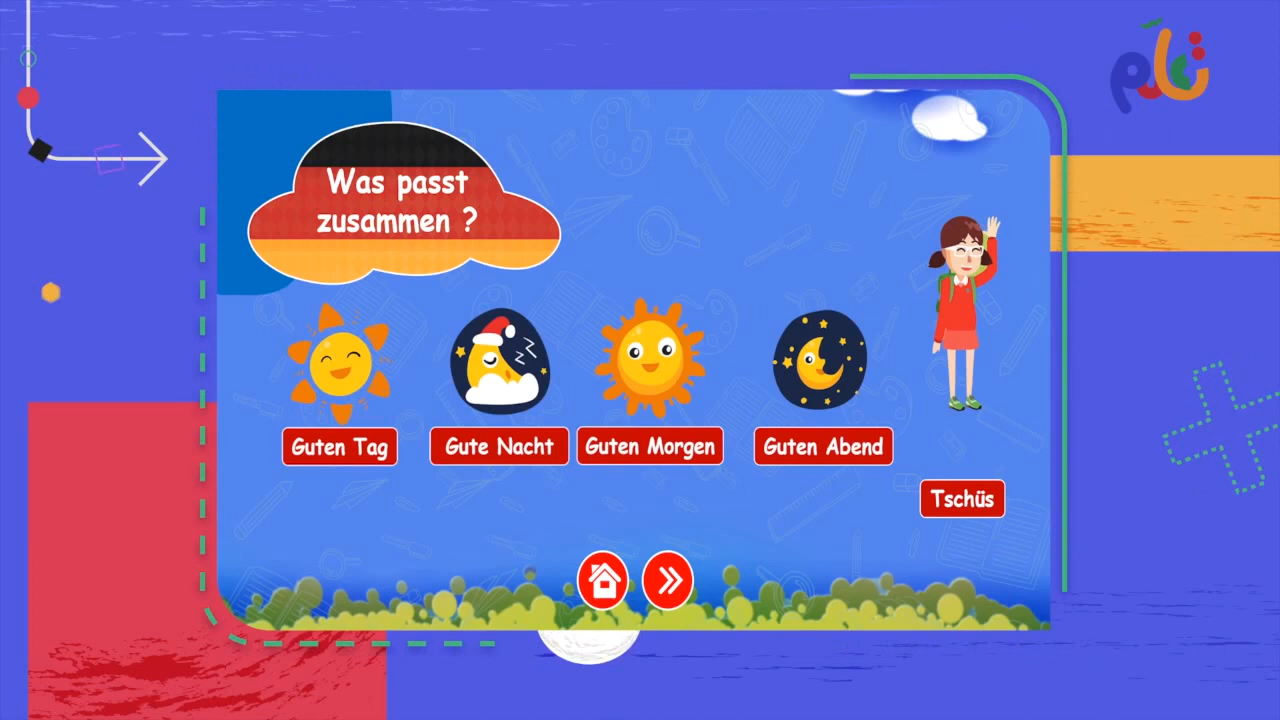 Was passt
zusammen ?
Guten Tag
Gute Nacht
Guten Morgen
Guten Abend
Tschüs